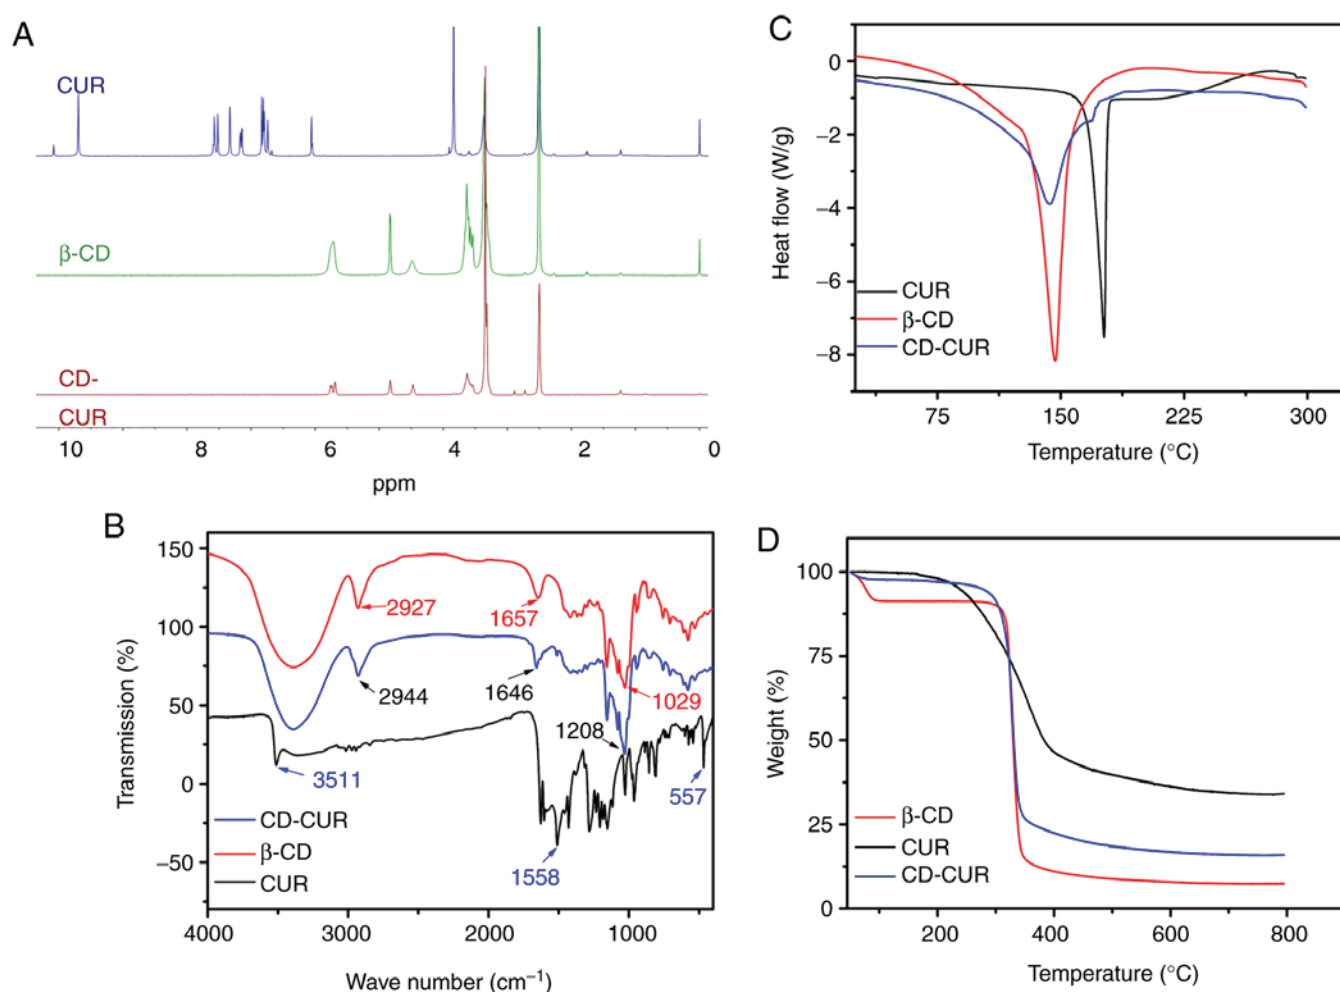 A
CUR
β-CD
CD-
CUR
10 8 6 4 2 0
ppm
B
150
100
50
0
−50
Transmission (%)
2927
1657
2944
1646
1029
1208
3511
557
1558
CD-CUR
β-CD
CUR
4000 3000 2000 1000
Wave number (cm⁻¹)
C
0
−2
−4
−6
−8
Heat flow (W/g)
CUR
β-CD
CD-CUR
75 150 225 300
Temperature (°C)
D
100
75
50
25
0
Weight (%)
β-CD
CUR
CD-CUR
200 400 600 800
Temperature (°C)